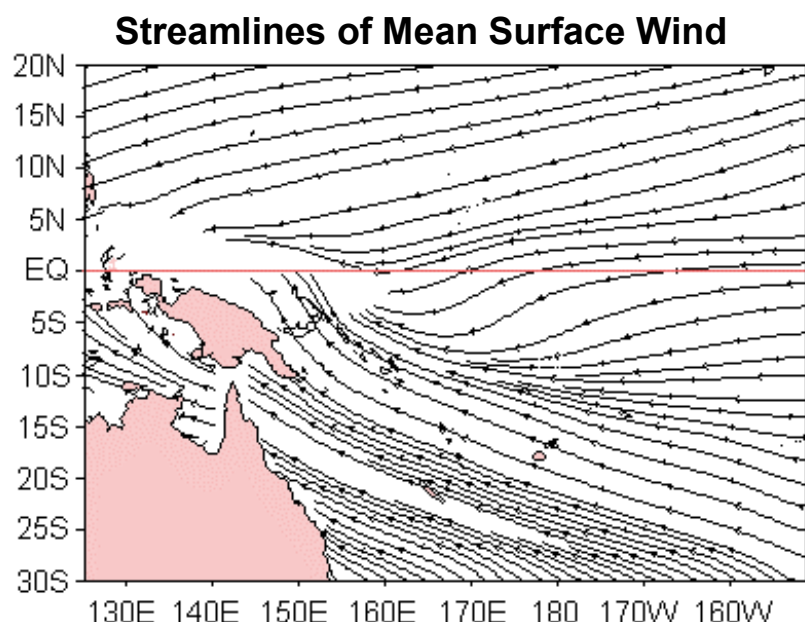 Streamlines of Mean Surface Wind
20N
15N
10N
5N
EQ
5S
10S
15S
20S
25S
30S
130E 140E 150E 160E 170E 180 170W 160W